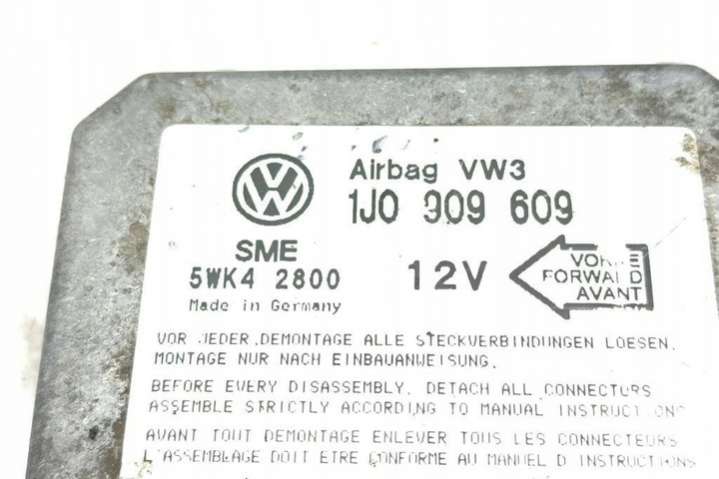 Airbag VW3
1J0 909 609
SME
5WK4 2800
12V
VORNE
FORWARD
AVANT
Made in Germany
VOR JEDER DEMONTAGE ALLE STECKVERBINDUNGEN LOESEN.
MONTAGE NUR NACH EINBAUANWEISUNG.
BEFORE EVERY DISASSEMBLY, DETACH ALL CONNECTORS
ASSEMBLE STRICTLY ACCORDING TO MANUAL INSTRUCTIONS
AVANT TOUT DEMONTAGE ENLEVER TOUS LES CONNECTEURS
L'ASSEMBLAGE DOIT ETRE CONFORME AU MANUEL D INSTRUCTIONS